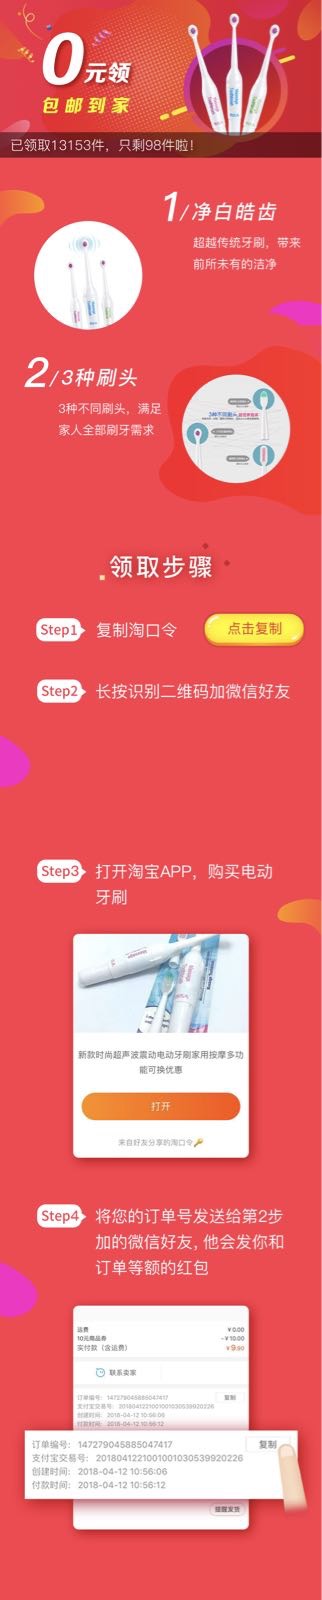 0元领
包邮到家
已领取13153件，只剩98件啦！
1/净白皓齿
超越传统牙刷，带来
前所未有的洁净
2/3种刷头
3种不同刷头，满足
家人全部刷牙需求
3种不同刷头
领取步骤
Step1 复制淘口令 点击复制
Step2 长按识别二维码加微信好友
Step3 打开淘宝APP，购买电动
牙刷
新款时尚超声波震动电动牙刷家用按摩多功
能可换优惠
打开
来自好友分享的淘口令🔑
Step4 将您的订单号发送给第2步
加的微信好友，他会发你和
订单等额的红包
运费 ￥0.00
10元商品券 -￥10.00
实付款（含运费） ￥9.90
联系卖家
订单编号： 147279045885047417 复制
支付宝交易号： 2018041221001001030539920226
创建时间： 2018-04-12 10:56:06
付款时间： 2018-04-12 10:56:12
订单编号： 147279045885047417 复制
支付宝交易号： 2018041221001001030539920226
创建时间： 2018-04-12 10:56:06
付款时间： 2018-04-12 10:56:12
提醒发货